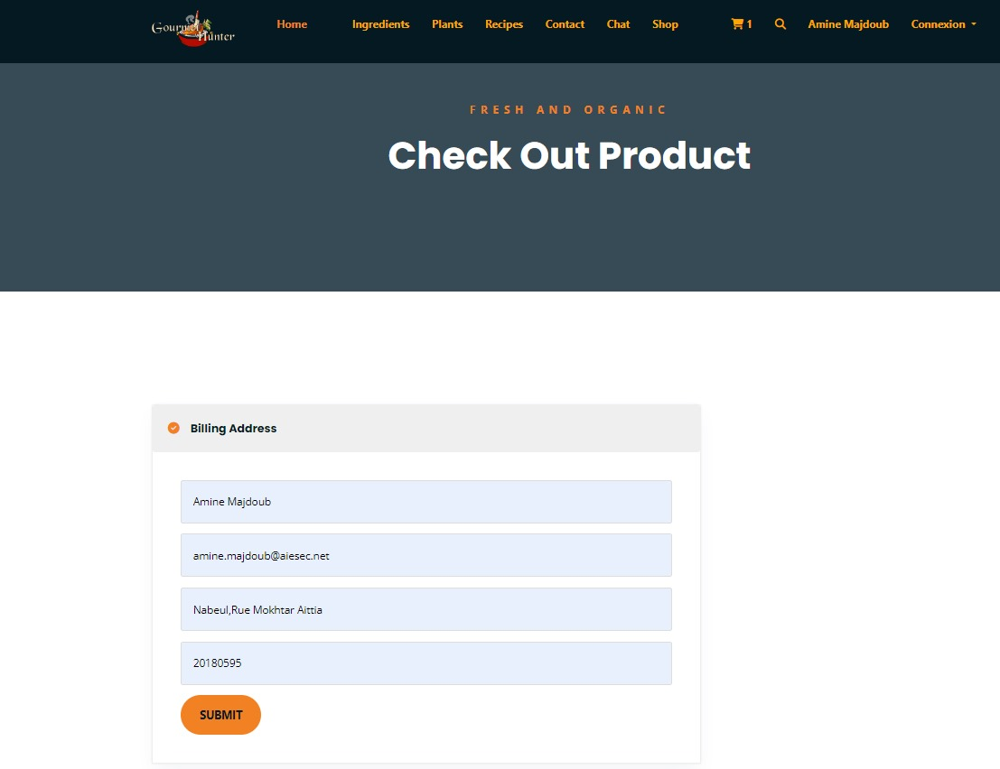 Gourmet Hunter
Home Ingredients Plants Recipes Contact Chat Shop 1 Amine Majdoub Connexion
FRESH AND ORGANIC
Check Out Product
Billing Address
Amine Majdoub
amine.majdoub@aiesec.net
Nabeul,Rue Mokhtar Aittia
20180595
SUBMIT